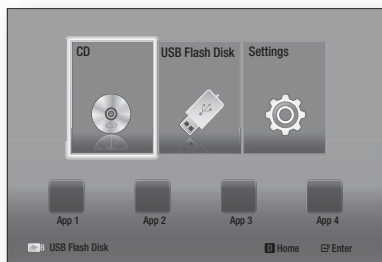 CD USB Flash Disk Settings
App 1 App 2 App 3 App 4
USB Flash Disk D Home Enter